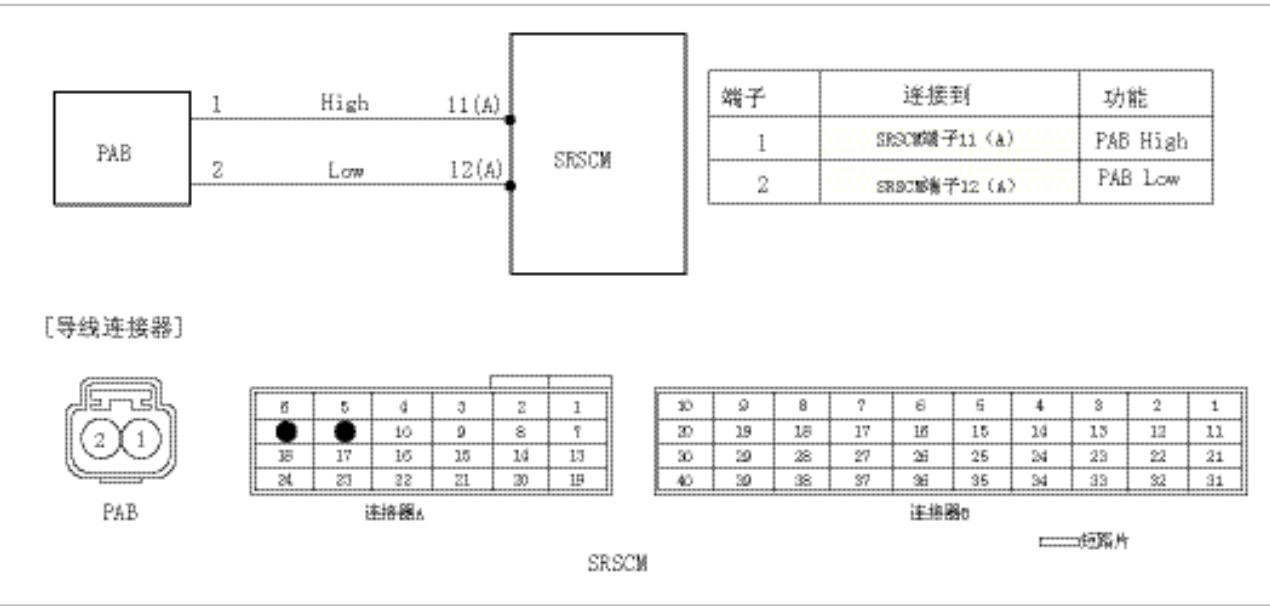 1 High 11(A)
PAB
2 Low 12(A)
SRSCM
端子 连接到 功能
1 SRSCM端子11（A） PAB High
2 SRSCM端子12（A） PAB Low
[导线连接器]
2 1
PAB
6 5 4 3 2 1
10 9 8 7
18 17 16 15 14 13
24 23 22 21 20 19
连接器A
10 9 8 7 6 5 4 3 2 1
20 19 18 17 16 15 14 13 12 11
30 29 28 27 26 25 24 23 22 21
40 39 38 37 36 35 34 33 32 31
连接器B
短路片
SRSCM